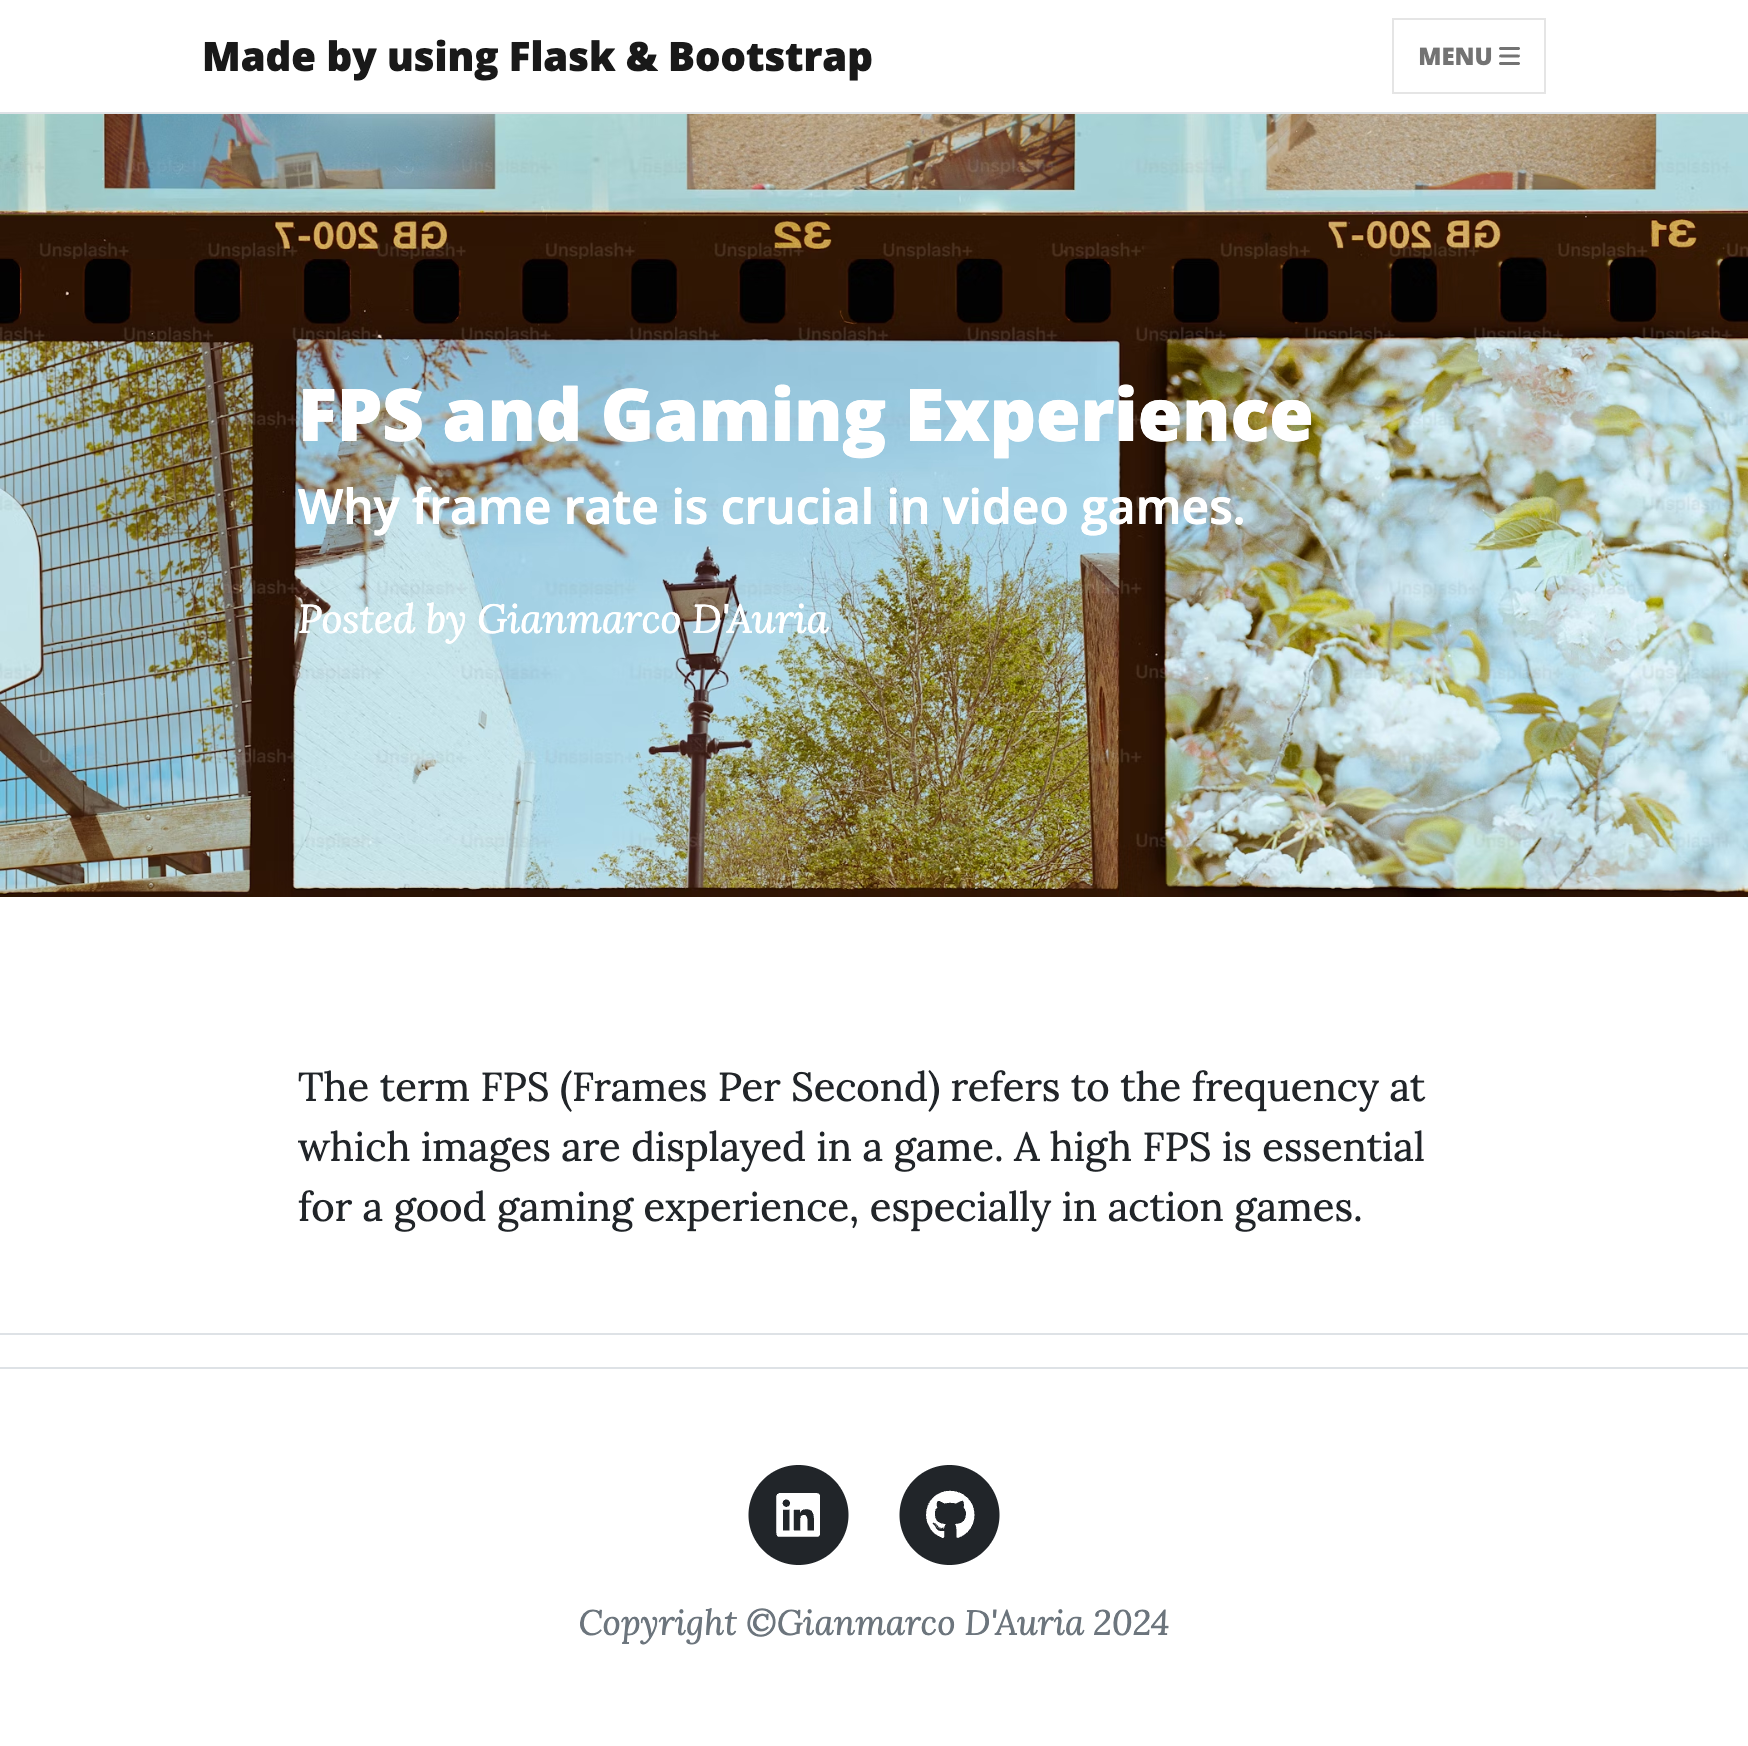 Made by using Flask & Bootstrap
MENU
GB 200-7
32
GB 200-7
31
FPS and Gaming Experience
Why frame rate is crucial in video games.
Posted by Gianmarco D'Auria
Unsplash+
The term FPS (Frames Per Second) refers to the frequency at
which images are displayed in a game. A high FPS is essential
for a good gaming experience, especially in action games.
in
Copyright ©Gianmarco D'Auria 2024